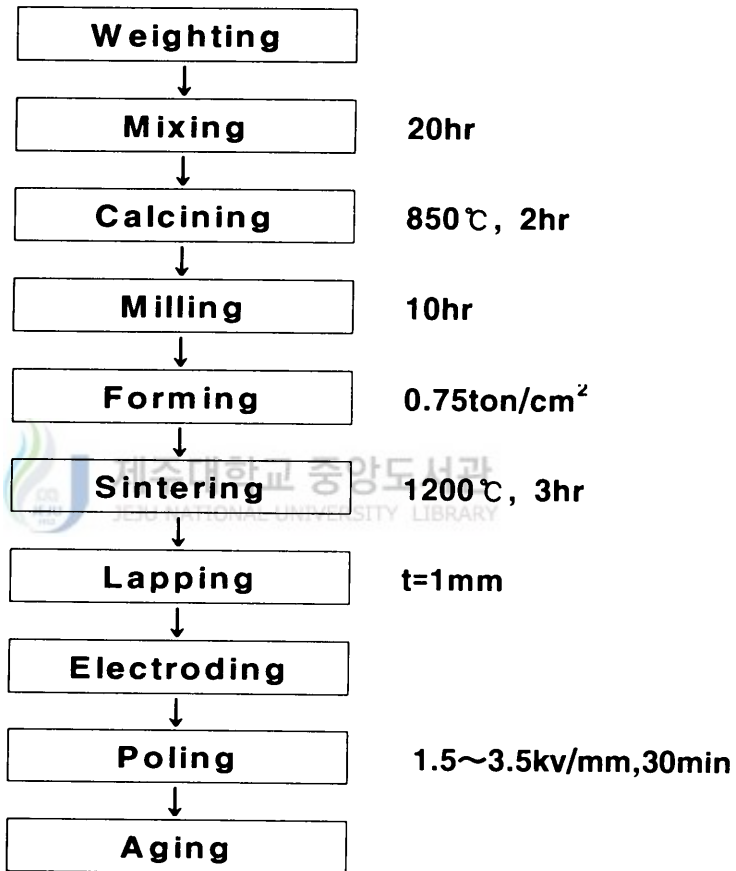 Weighting
Mixing 20hr
Calcining 850℃, 2hr
Milling 10hr
Forming 0.75ton/cm²
제주대학교 중앙도서관
Sintering 1200℃, 3hr
JEJU NATIONAL UNIVERSITY LIBRARY
Lapping t=1mm
Electroding
Poling 1.5～3.5kv/mm,30min
Aging